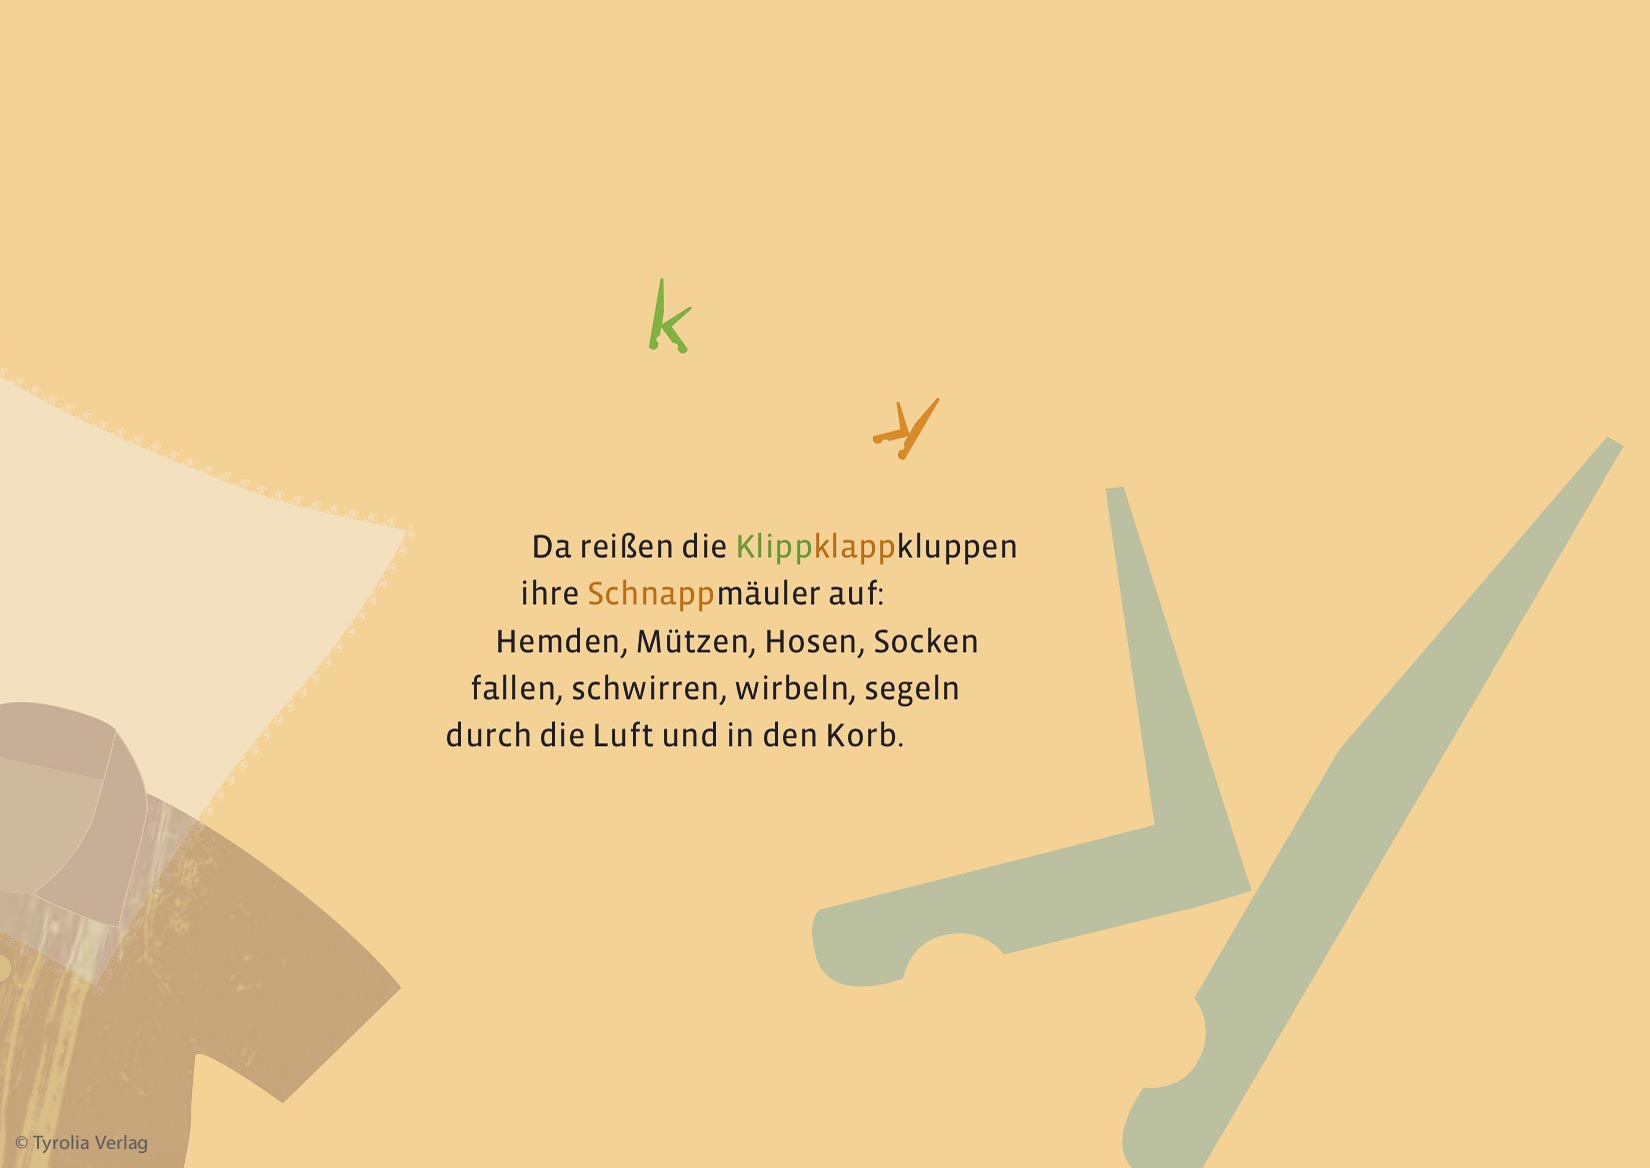 k
Da reißen die Klippklappkluppen
ihre Schnappmäuler auf:
Hemden, Mützen, Hosen, Socken
fallen, schwirren, wirbeln, segeln
durch die Luft und in den Korb.
© Tyrolia Verlag